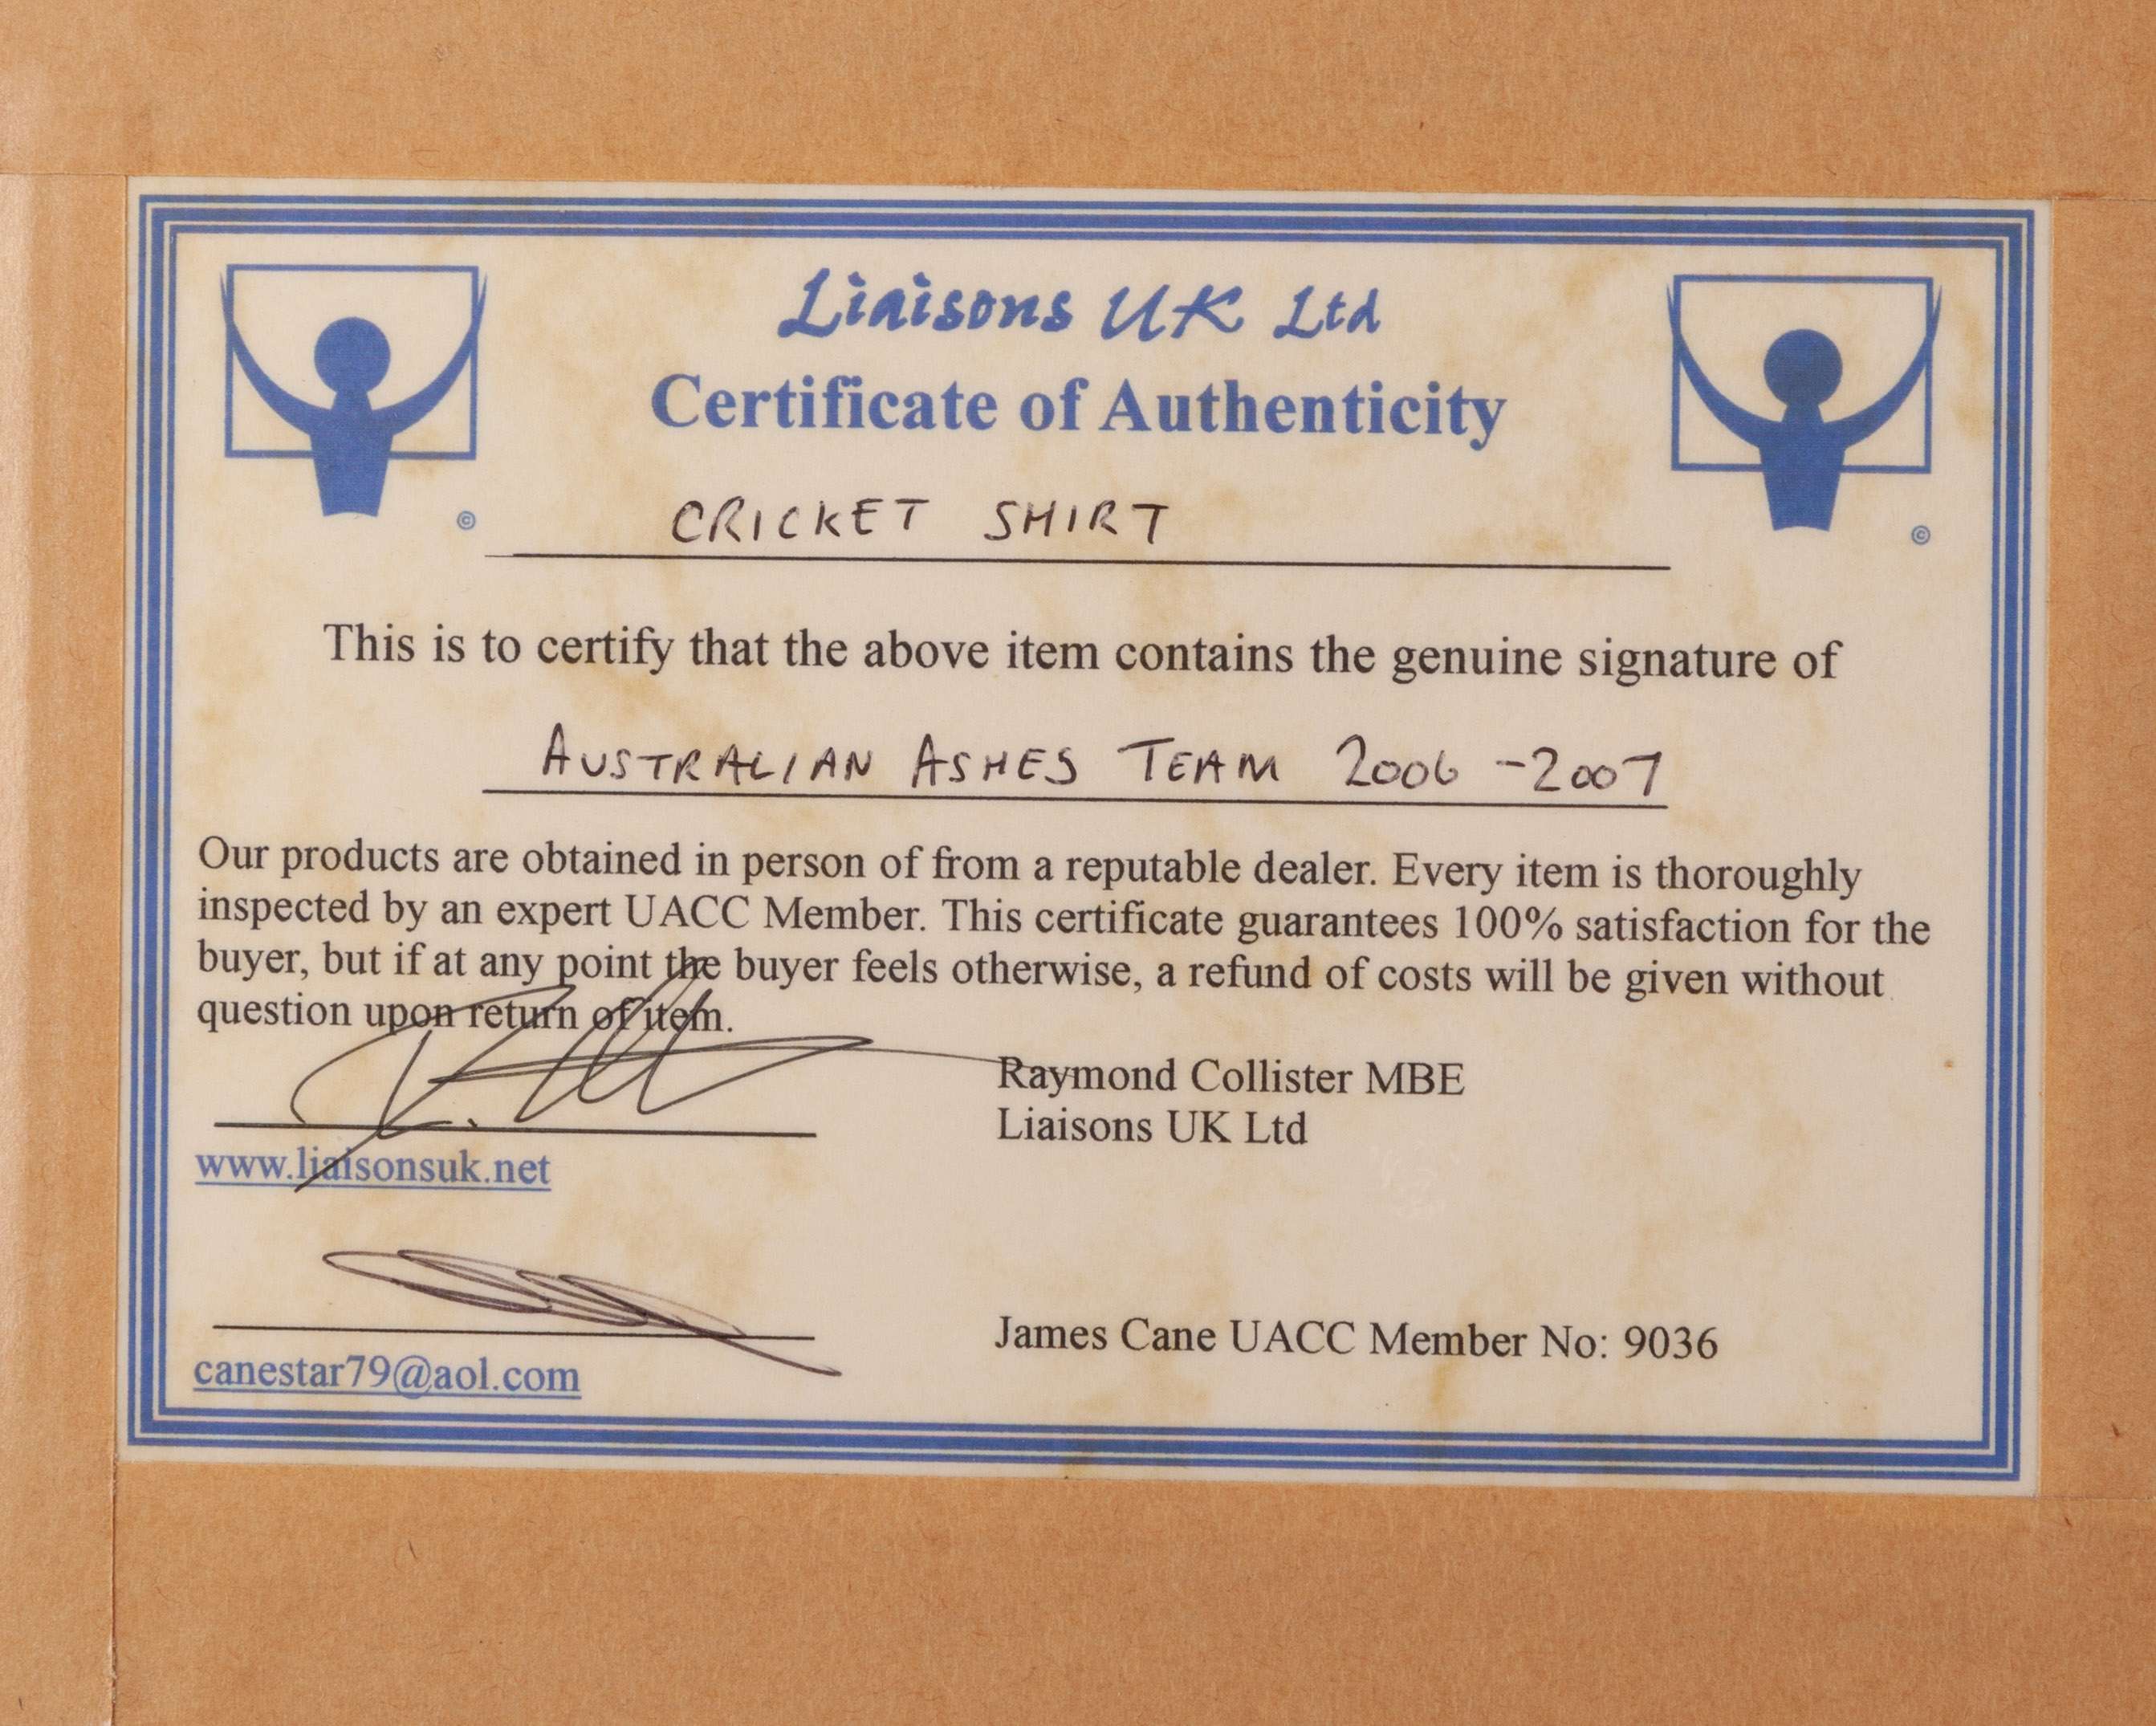 Liaisons UK Ltd
Certificate of Authenticity
CRICKET SHIRT
©
©
This is to certify that the above item contains the genuine signature of
AUSTRALIAN ASHES TEAM 2006 -2007
Our products are obtained in person of from a reputable dealer. Every item is thoroughly
inspected by an expert UACC Member. This certificate guarantees 100% satisfaction for the
buyer, but if at any point the buyer feels otherwise, a refund of costs will be given without
question upon return of item.
Raymond Collister MBE
Liaisons UK Ltd
www.liaisonsuk.net
James Cane UACC Member No: 9036
canestar79@aol.com